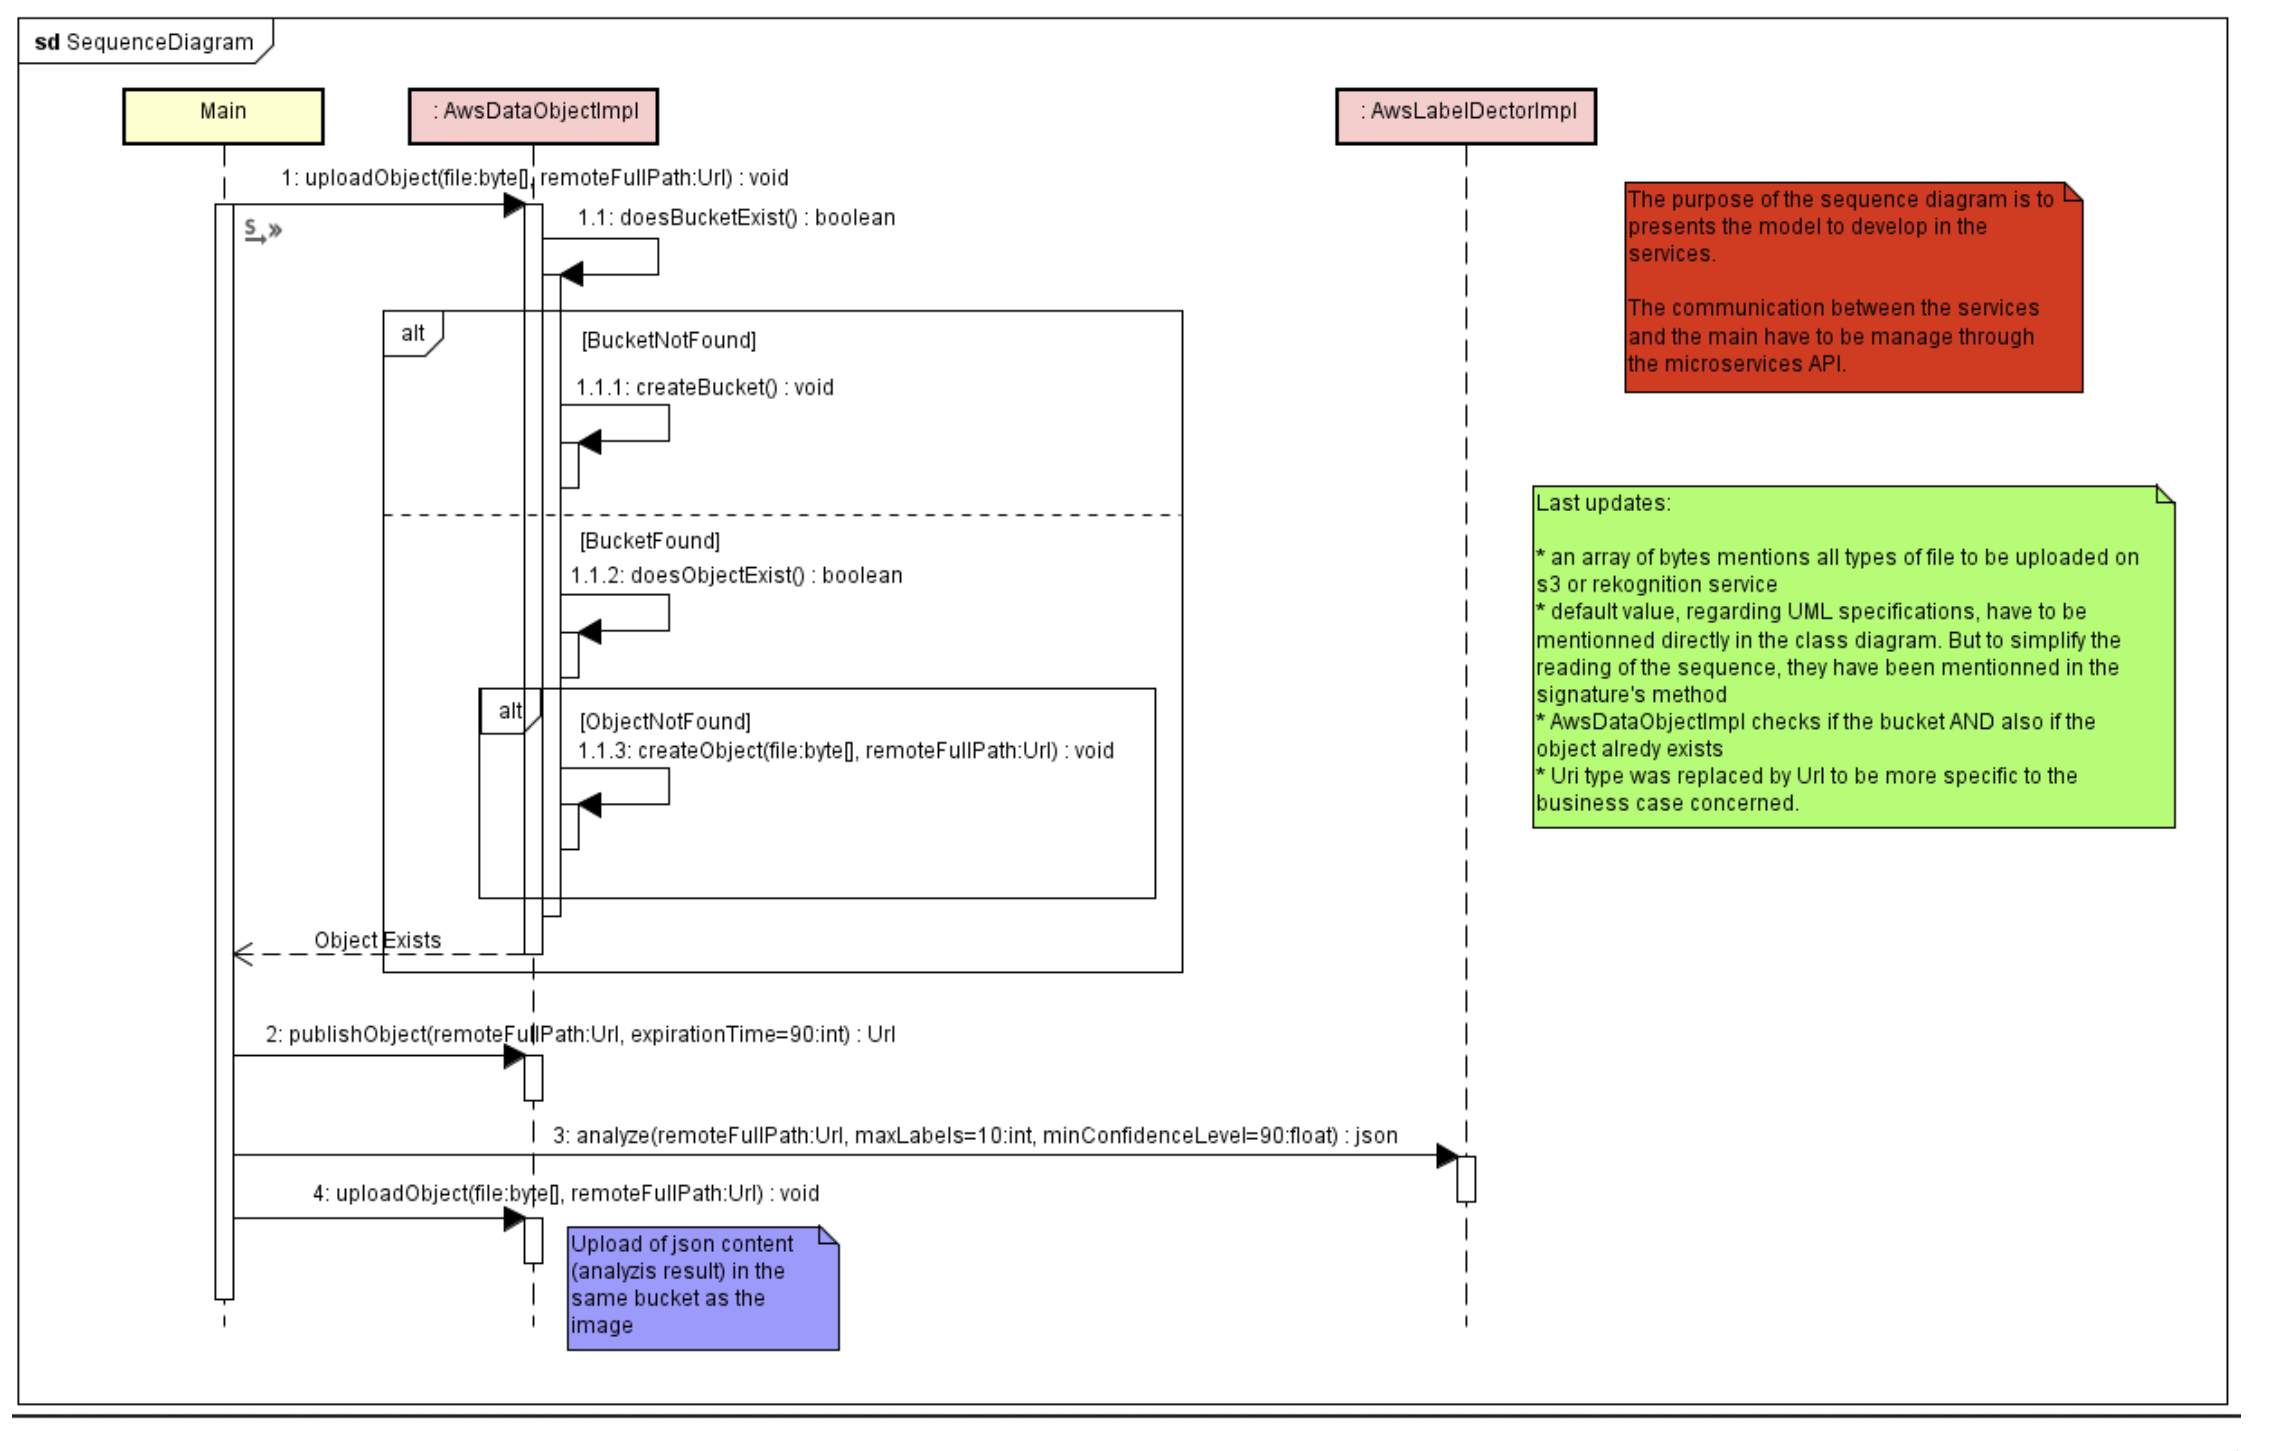 sd SequenceDiagram
Main
: AwsDataObjectImpl
: AwsLabelDectorImpl
1: uploadObject(file:byte[], remoteFullPath:Url) : void
S
1.1: doesBucketExist() : boolean
The purpose of the sequence diagram is to
presents the model to develop in the
services.
The communication between the services
and the main have to be manage through
the microservices API.
alt
[BucketNotFound]
1.1.1: createBucket() : void
[BucketFound]
1.1.2: doesObjectExist() : boolean
Last updates:
* an array of bytes mentions all types of file to be uploaded on
s3 or rekognition service
* default value, regarding UML specifications, have to be
mentionned directly in the class diagram. But to simplify the
reading of the sequence, they have been mentionned in the
signature's method
* AwsDataObjectImpl checks if the bucket AND also if the
object alredy exists
* Uri type was replaced by Url to be more specific to the
business case concerned.
alt
[ObjectNotFound]
1.1.3: createObject(file:byte[], remoteFullPath:Url) : void
Object Exists
2: publishObject(remoteFullPath:Url, expirationTime=90:int) : Url
3: analyze(remoteFullPath:Url, maxLabels=10:int, minConfidenceLevel=90:float) : json
4: uploadObject(file:byte[], remoteFullPath:Url) : void
Upload of json content
(analyzis result) in the
same bucket as the
image